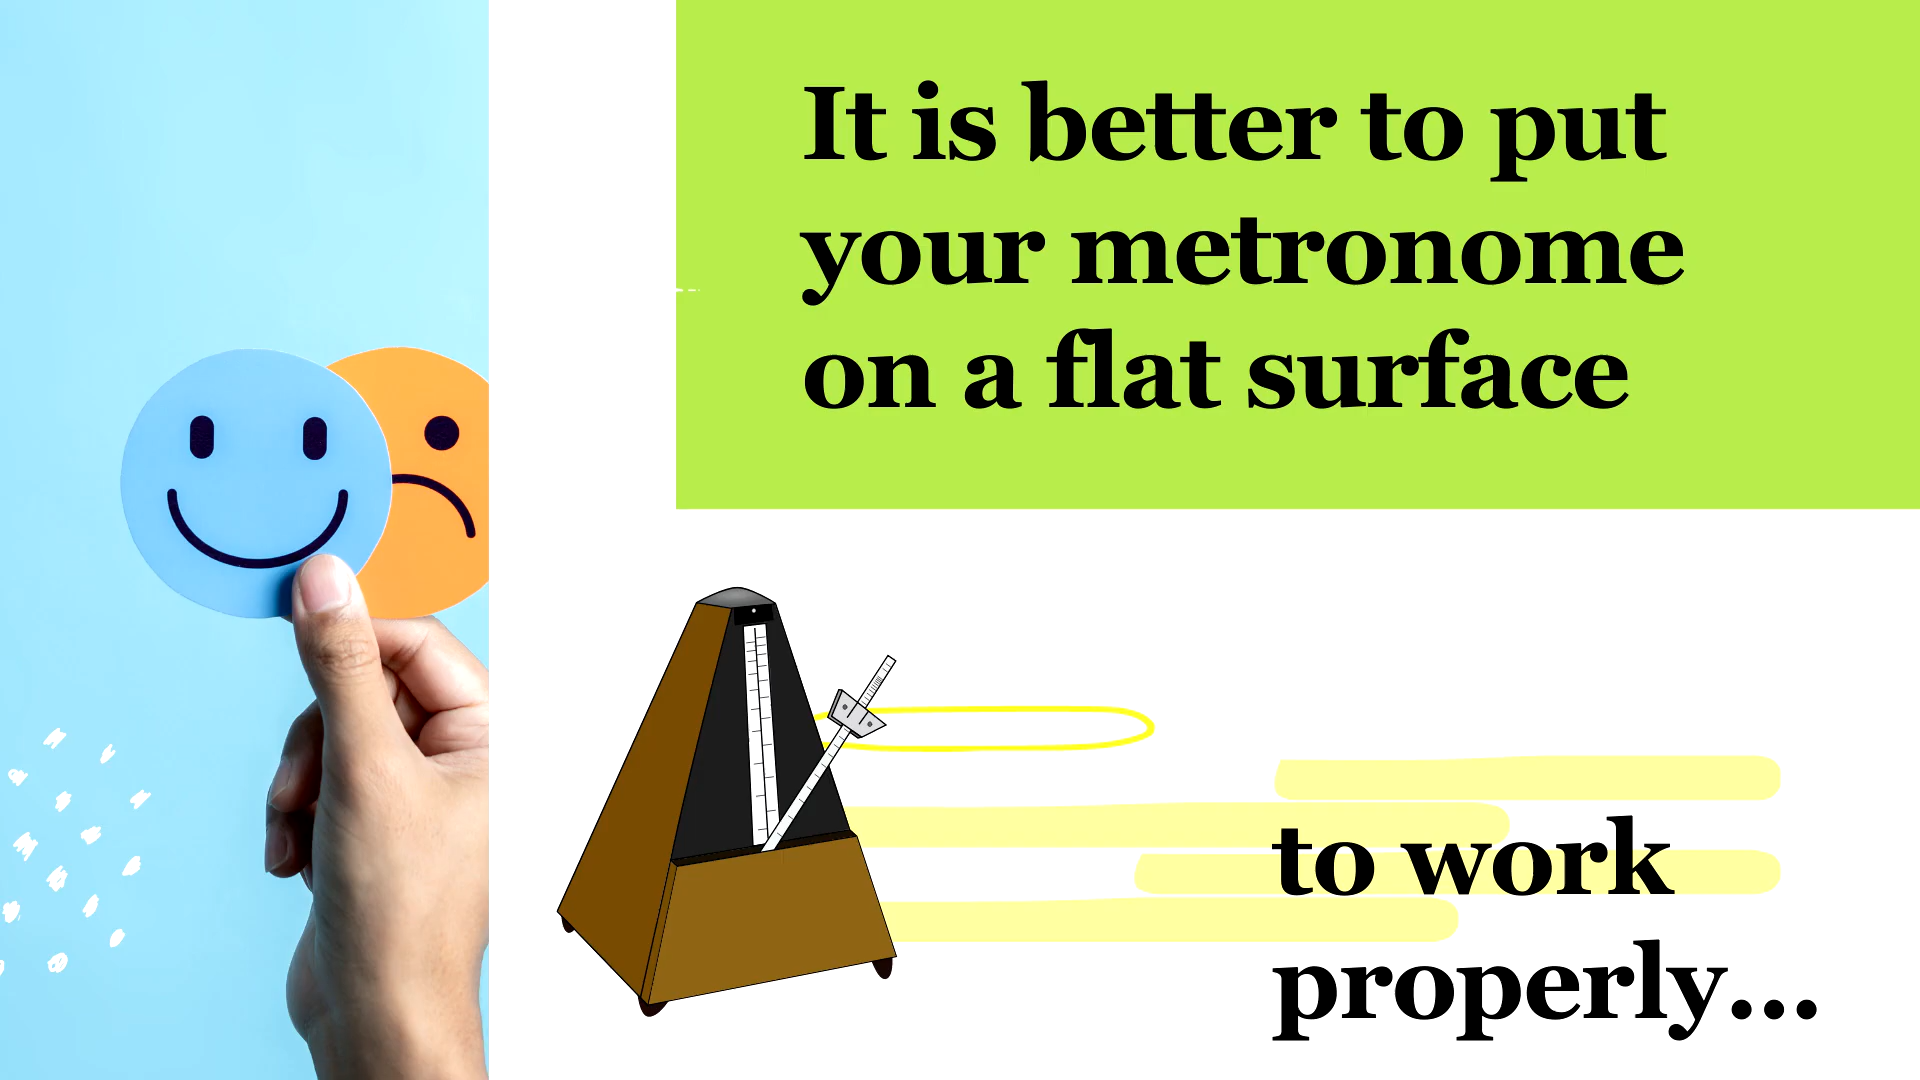 It is better to put
your metronome
on a flat surface
to work
properly...